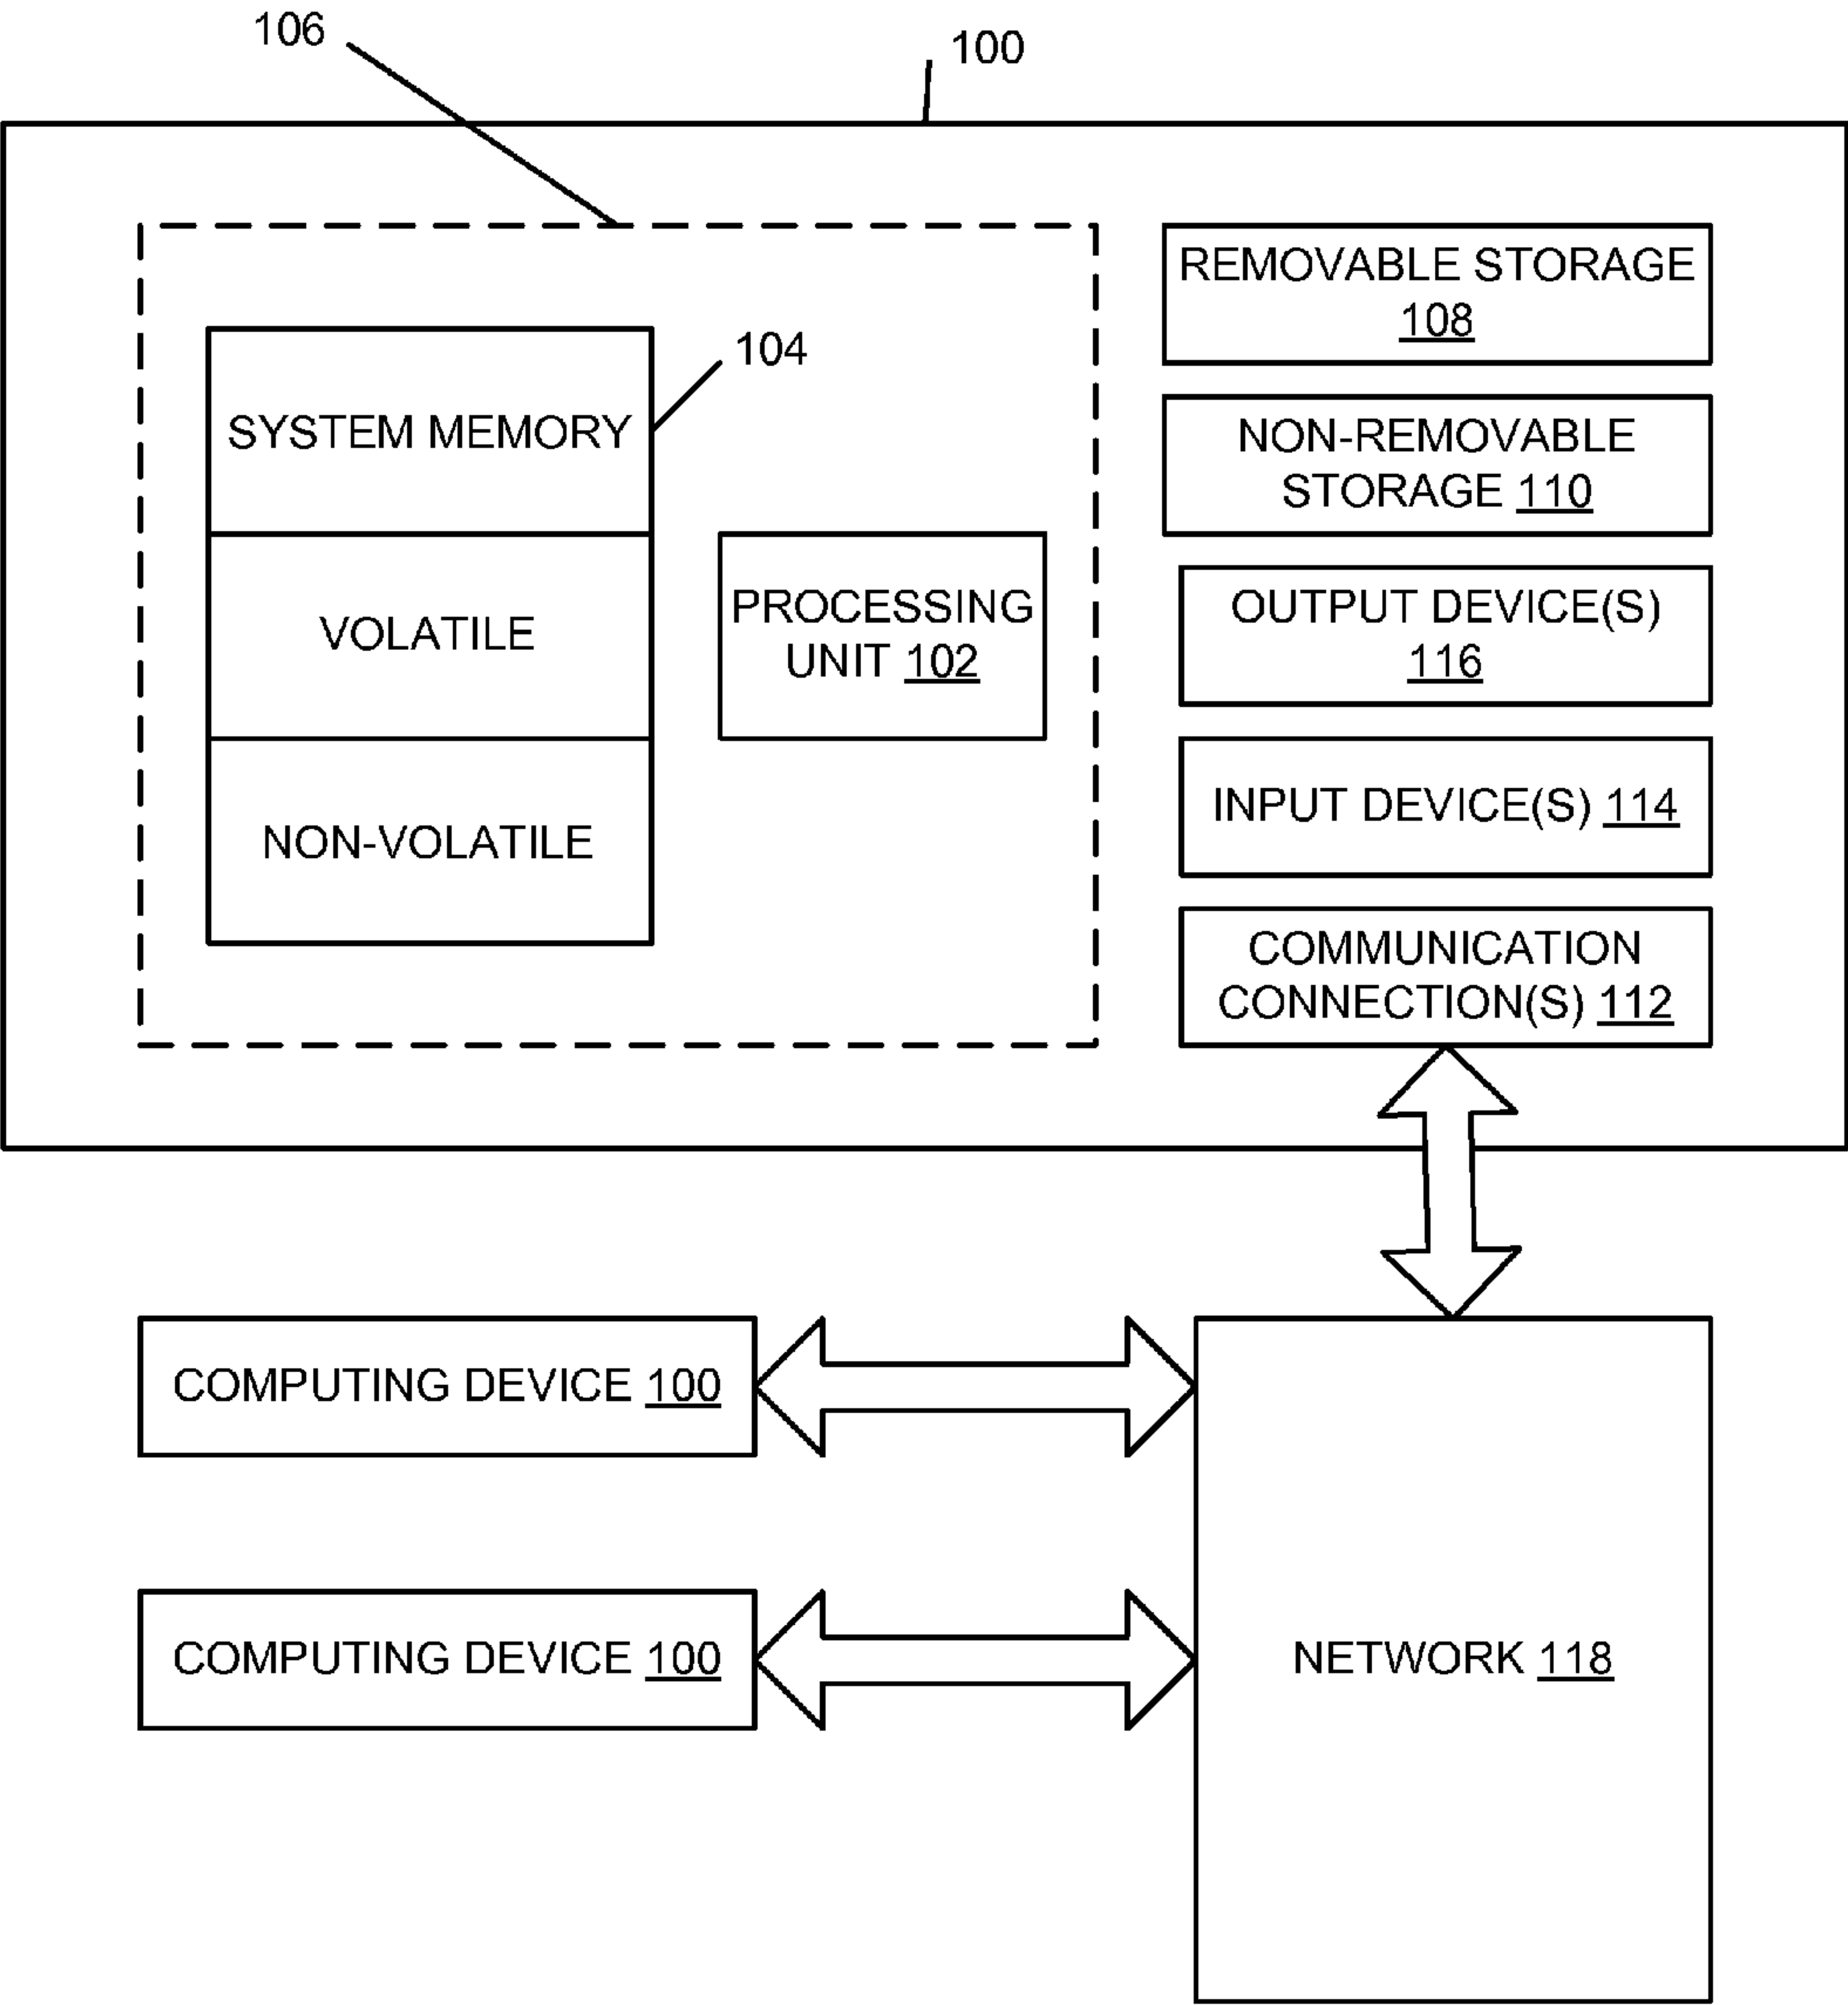 106
100
REMOVABLE STORAGE
108
104
SYSTEM MEMORY
NON-REMOVABLE
STORAGE 110
VOLATILE
PROCESSING
UNIT 102
OUTPUT DEVICE(S)
116
NON-VOLATILE
INPUT DEVICE(S) 114
COMMUNICATION
CONNECTION(S) 112
COMPUTING DEVICE 100
COMPUTING DEVICE 100
NETWORK 118